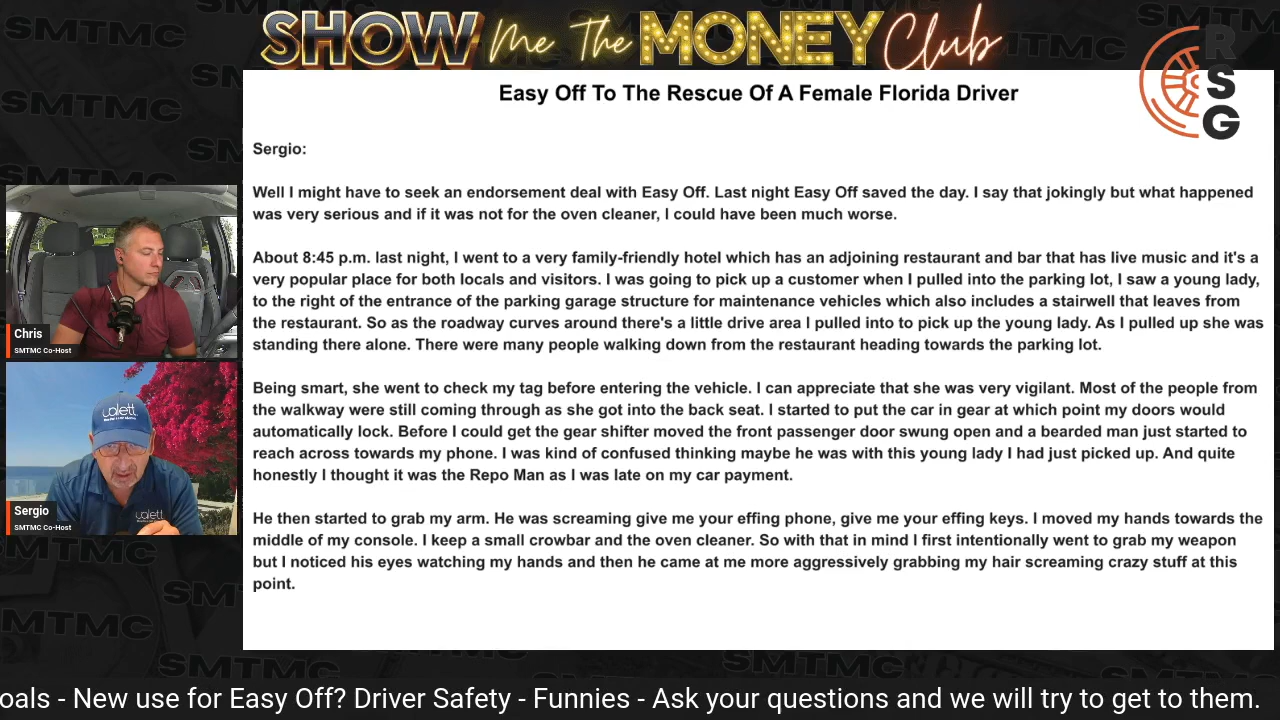 SHOW Me The MONEY Club
RSG
Easy Off To The Rescue Of A Female Florida Driver
Sergio:
Well I might have to seek an endorsement deal with Easy Off. Last night Easy Off saved the day. I say that jokingly but what happened
was very serious and if it was not for the oven cleaner, I could have been much worse.
About 8:45 p.m. last night, I went to a very family-friendly hotel which has an adjoining restaurant and bar that has live music and it's a
very popular place for both locals and visitors. I was going to pick up a customer when I pulled into the parking lot, I saw a young lady,
to the right of the entrance of the parking garage structure for maintenance vehicles which also includes a stairwell that leaves from
the restaurant. So as the roadway curves around there's a little drive area I pulled into to pick up the young lady. As I pulled up she was
standing there alone. There were many people walking down from the restaurant heading towards the parking lot.
Being smart, she went to check my tag before entering the vehicle. I can appreciate that she was very vigilant. Most of the people from
the walkway were still coming through as she got into the back seat. I started to put the car in gear at which point my doors would
automatically lock. Before I could get the gear shifter moved the front passenger door swung open and a bearded man just started to
reach across towards my phone. I was kind of confused thinking maybe he was with this young lady I had just picked up. And quite
honestly I thought it was the Repo Man as I was late on my car payment.
He then started to grab my arm. He was screaming give me your effing phone, give me your effing keys. I moved my hands towards the
middle of my console. I keep a small crowbar and the oven cleaner. So with that in mind I first intentionally went to grab my weapon
but I noticed his eyes watching my hands and then he came at me more aggressively grabbing my hair screaming crazy stuff at this
point.
Chris
SMTMC Co-Host
valett
valett
Sergio
SMTMC Co-Host
SMTMC
SMTMC
SMTMC
SMTMC
SMTMC
oals - New use for Easy Off? Driver Safety - Funnies - Ask your questions and we will try to get to them.